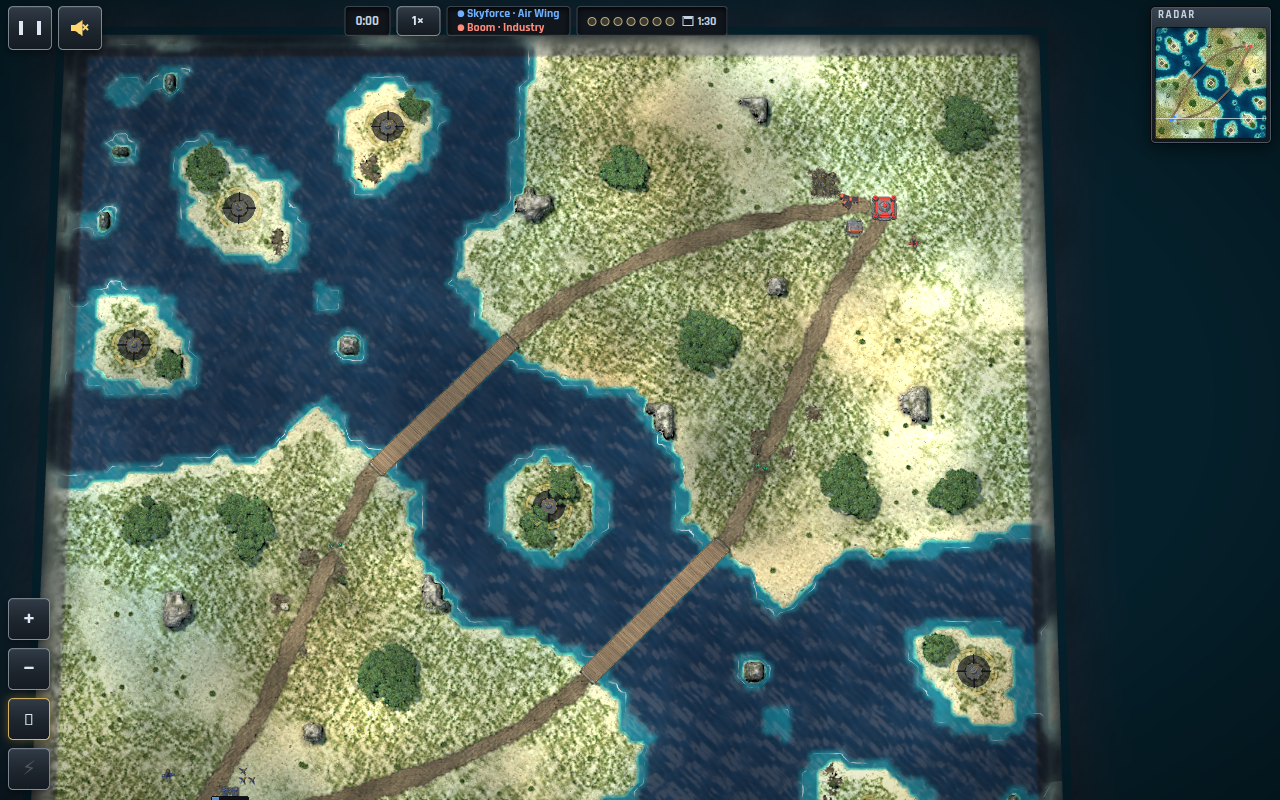 0:00
1×
Skyforce · Air Wing
Boom · Industry
1:30
RADAR
+
−